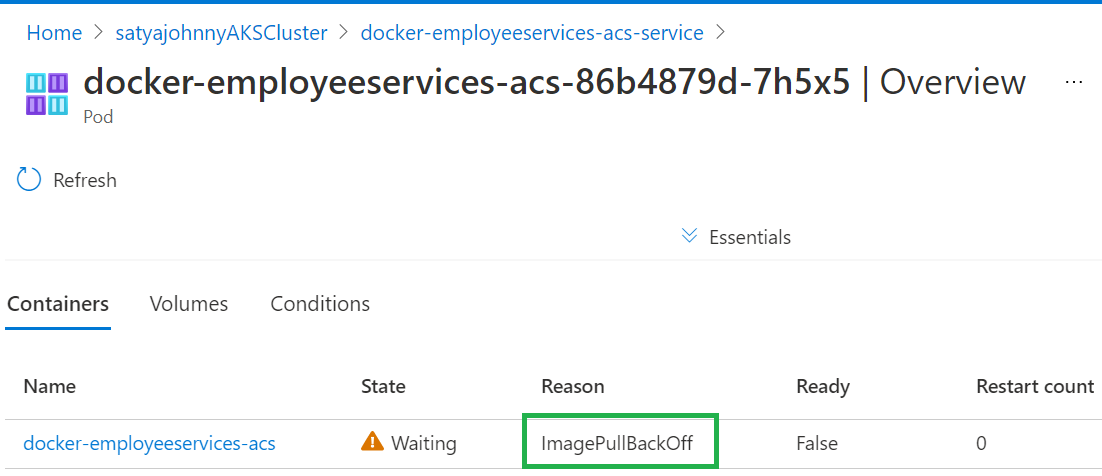 Home > satyajohnnyAKSCluster > docker-employeeservices-acs-service >
docker-employeeservices-acs-86b4879d-7h5x5 | Overview ...
Pod
Refresh
Essentials
Containers Volumes Conditions
Name State Reason Ready Restart count
docker-employeeservices-acs Waiting ImagePullBackOff False 0